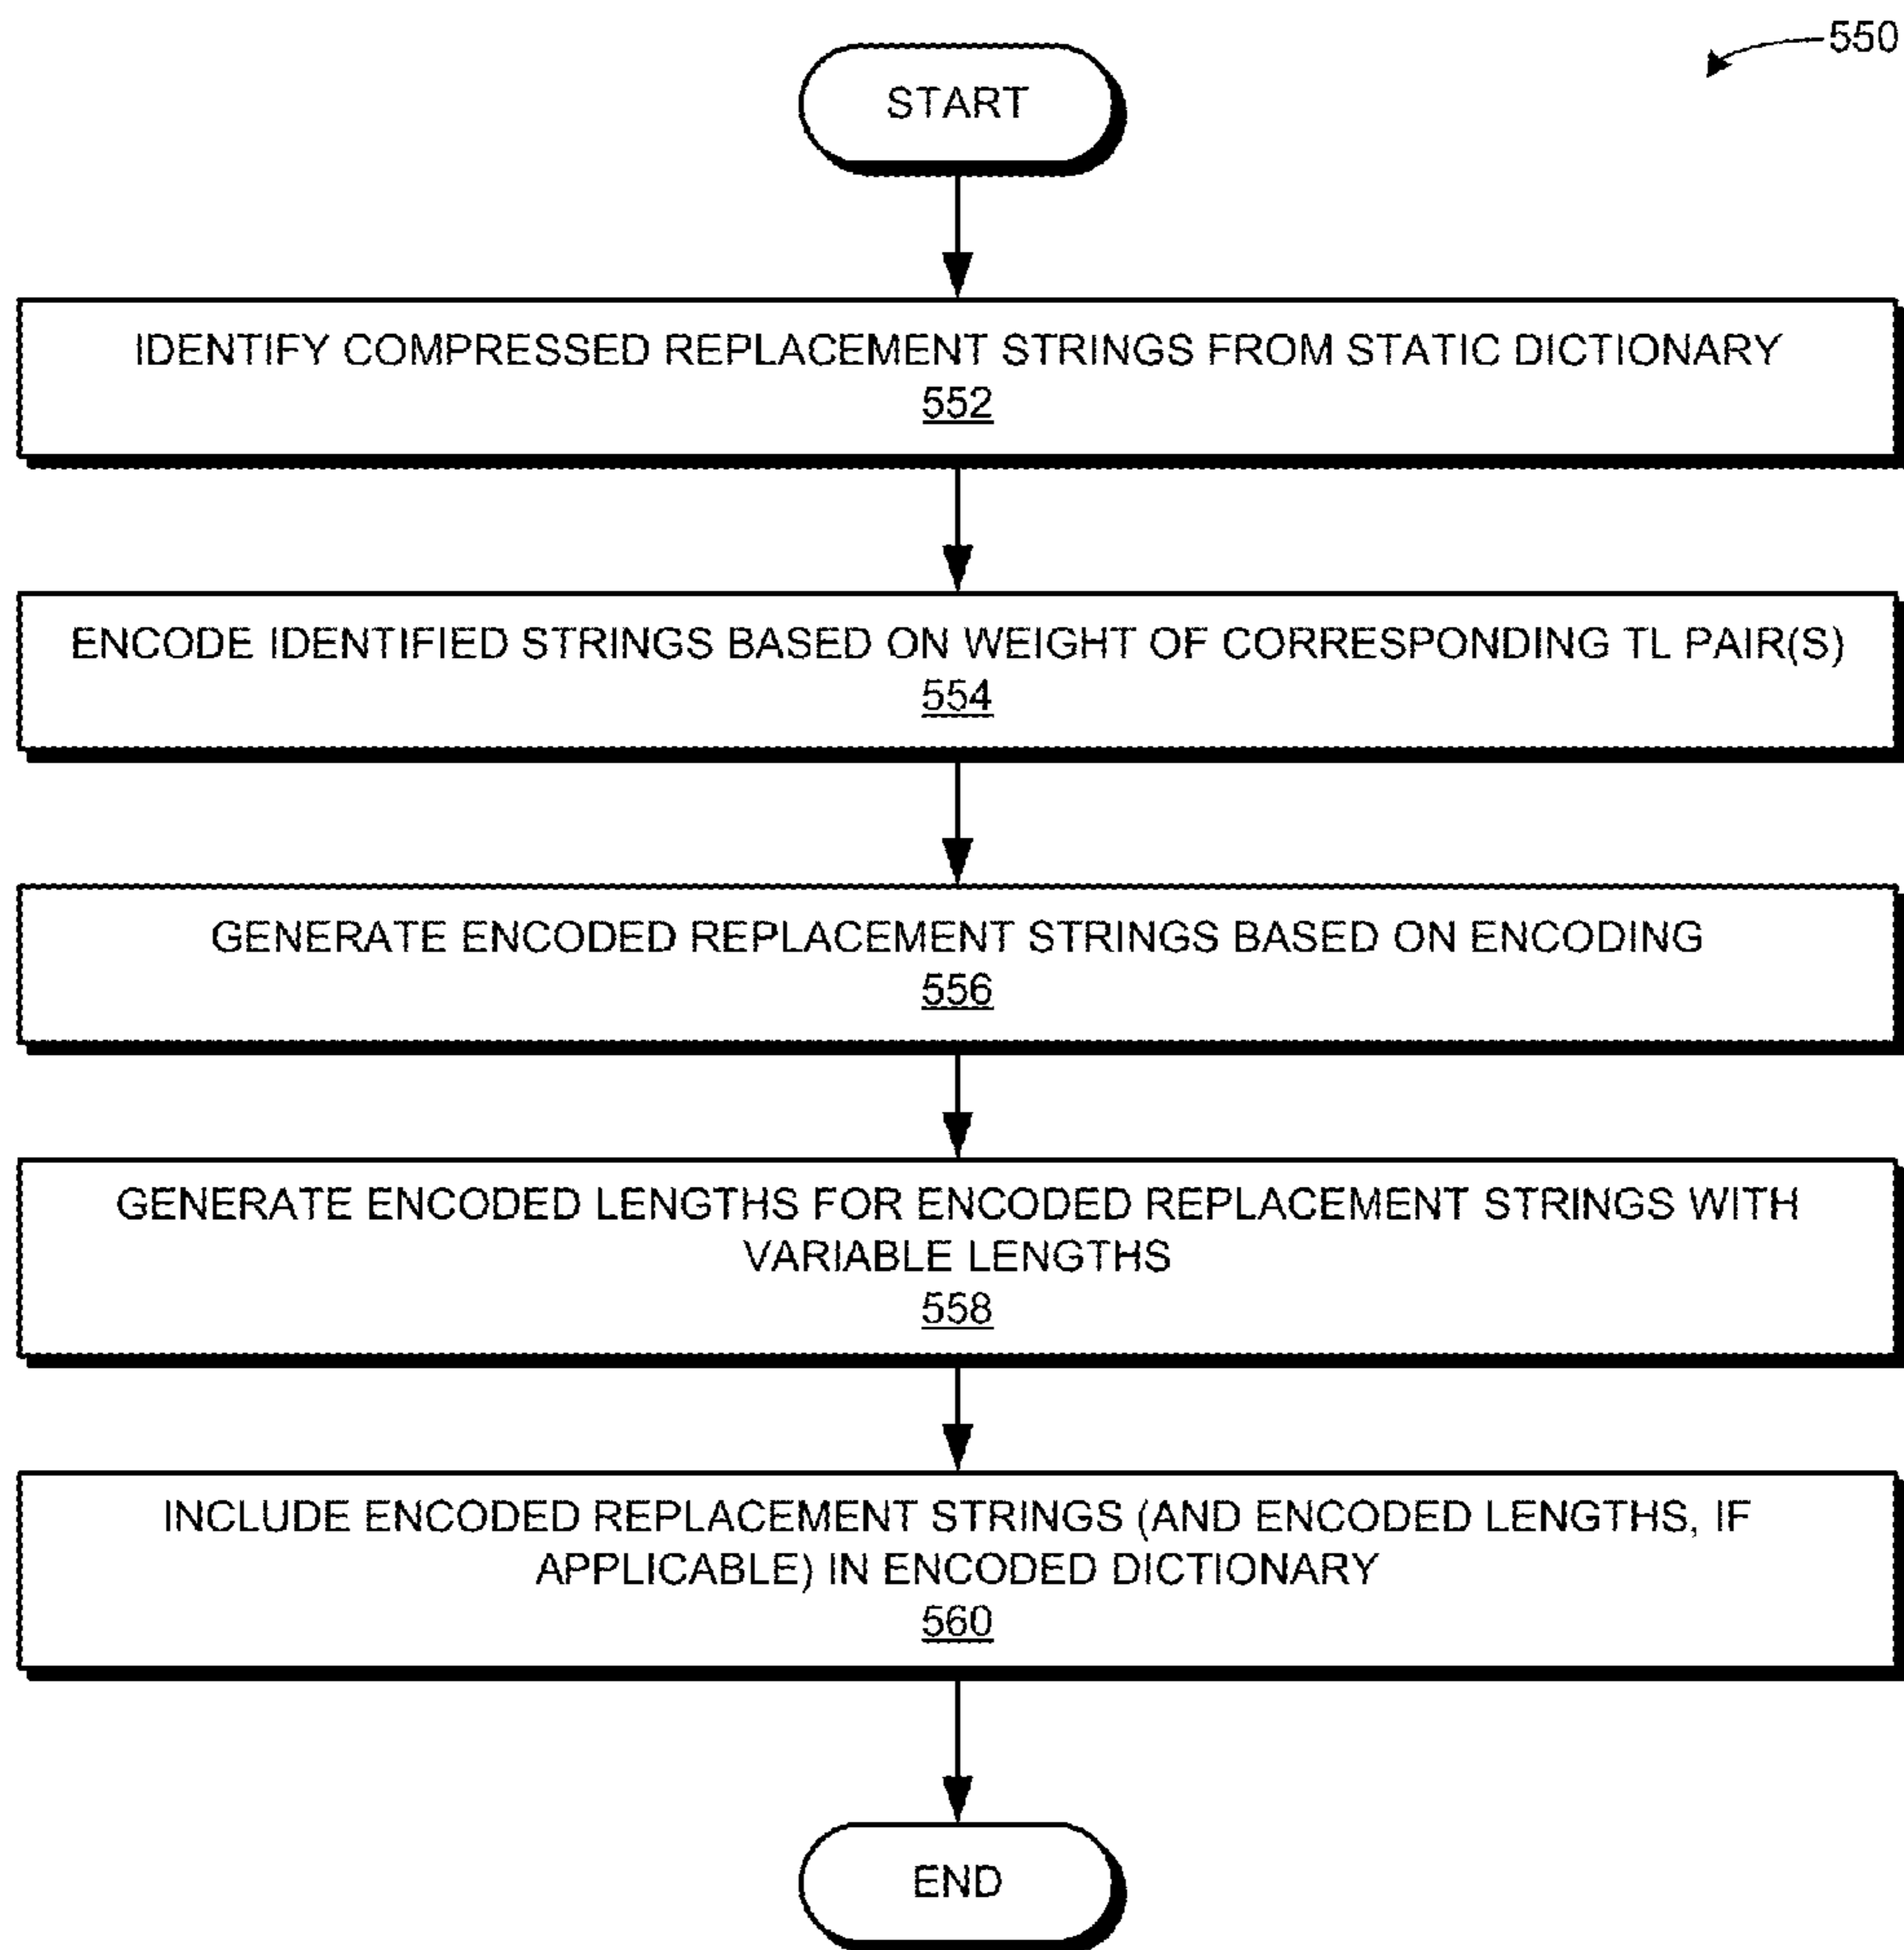 550
START
IDENTIFY COMPRESSED REPLACEMENT STRINGS FROM STATIC DICTIONARY
552
ENCODE IDENTIFIED STRINGS BASED ON WEIGHT OF CORRESPONDING TL PAIR(S)
554
GENERATE ENCODED REPLACEMENT STRINGS BASED ON ENCODING
556
GENERATE ENCODED LENGTHS FOR ENCODED REPLACEMENT STRINGS WITH
VARIABLE LENGTHS
558
INCLUDE ENCODED REPLACEMENT STRINGS (AND ENCODED LENGTHS, IF
APPLICABLE) IN ENCODED DICTIONARY
560
END